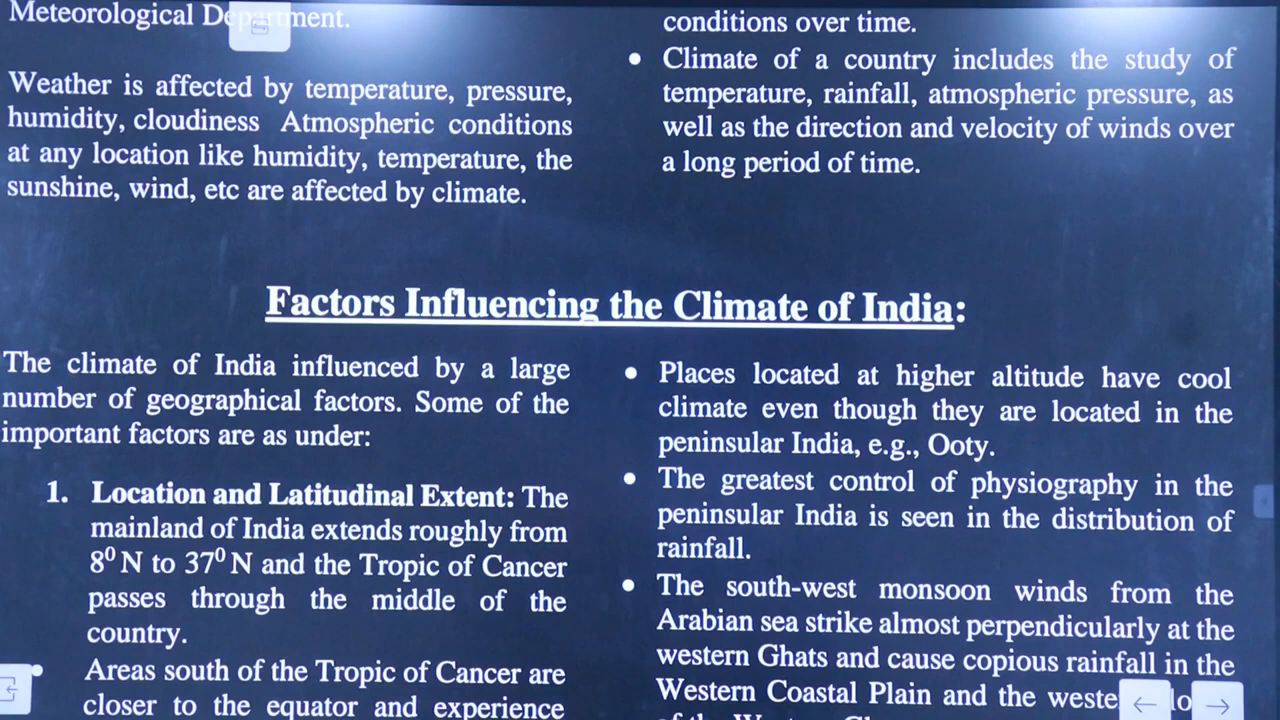 Meteorological Department.
Weather is affected by temperature, pressure,
humidity, cloudiness Atmospheric conditions
at any location like humidity, temperature, the
sunshine, wind, etc are affected by climate.
conditions over time.
• Climate of a country includes the study of
temperature, rainfall, atmospheric pressure, as
well as the direction and velocity of winds over
a long period of time.
Factors Influencing the Climate of India:
The climate of India influenced by a large
number of geographical factors. Some of the
important factors are as under:
1. Location and Latitudinal Extent: The
mainland of India extends roughly from
8⁰ N to 37⁰ N and the Tropic of Cancer
passes through the middle of the
country.
• Areas south of the Tropic of Cancer are
closer to the equator and experience
• Places located at higher altitude have cool
climate even though they are located in the
peninsular India, e.g., Ooty.
• The greatest control of physiography in the
peninsular India is seen in the distribution of
rainfall.
• The south-west monsoon winds from the
Arabian sea strike almost perpendicularly at the
western Ghats and cause copious rainfall in the
Western Coastal Plain and the